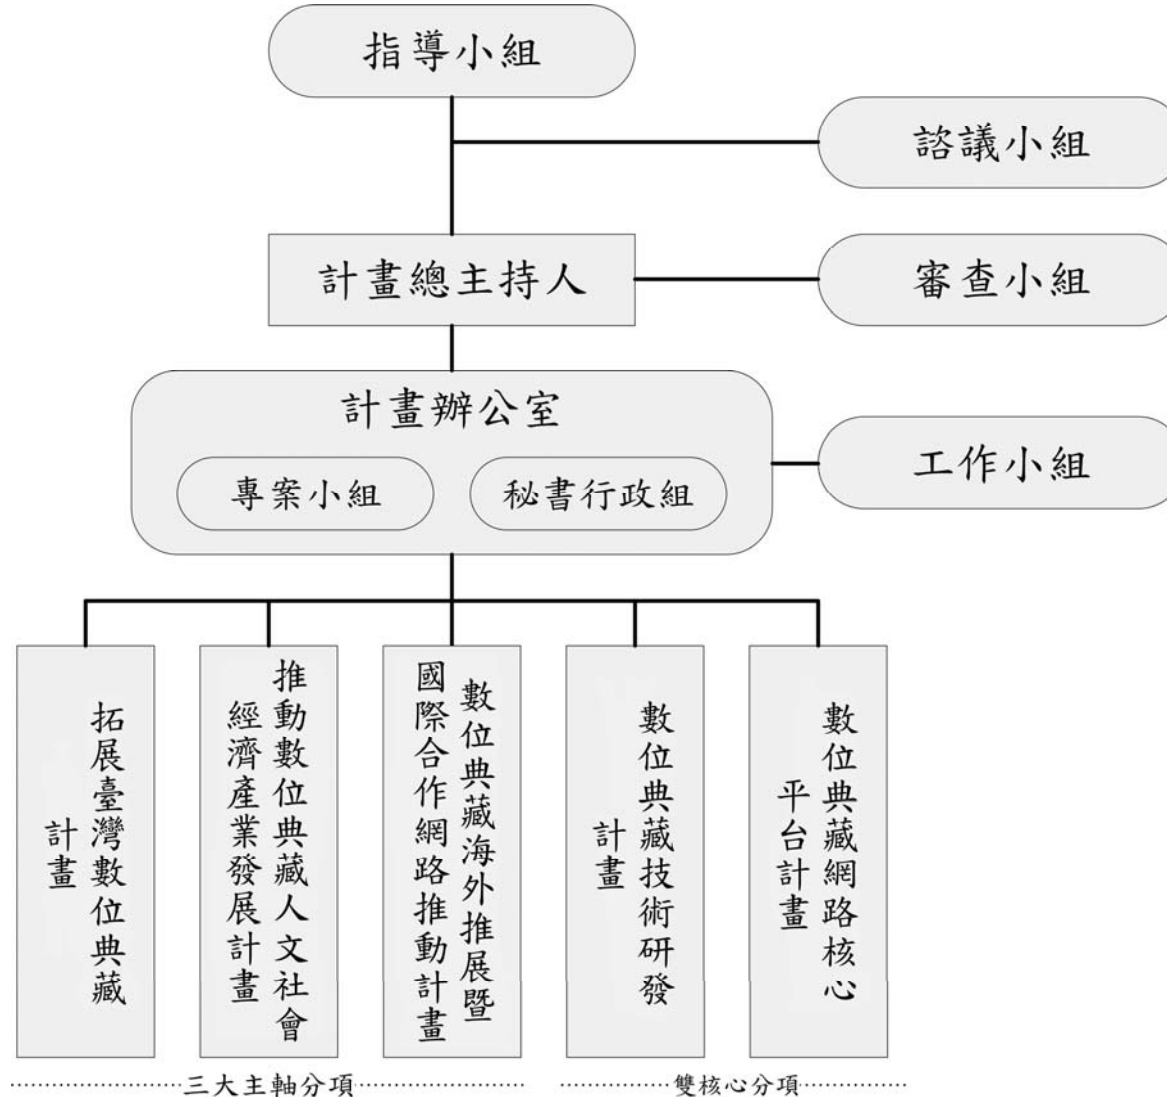 指導小組
諮議小組
計畫總主持人
審查小組
計畫辦公室
專案小組
秘書行政組
工作小組
拓展臺灣數位典藏
計畫
推動數位典藏人文社會
經濟產業發展計畫
數位典藏海外推展暨
國際合作網路推動計畫
數位典藏技術研發
計畫
數位典藏網路核心
平台計畫
三大主軸分項
雙核心分項